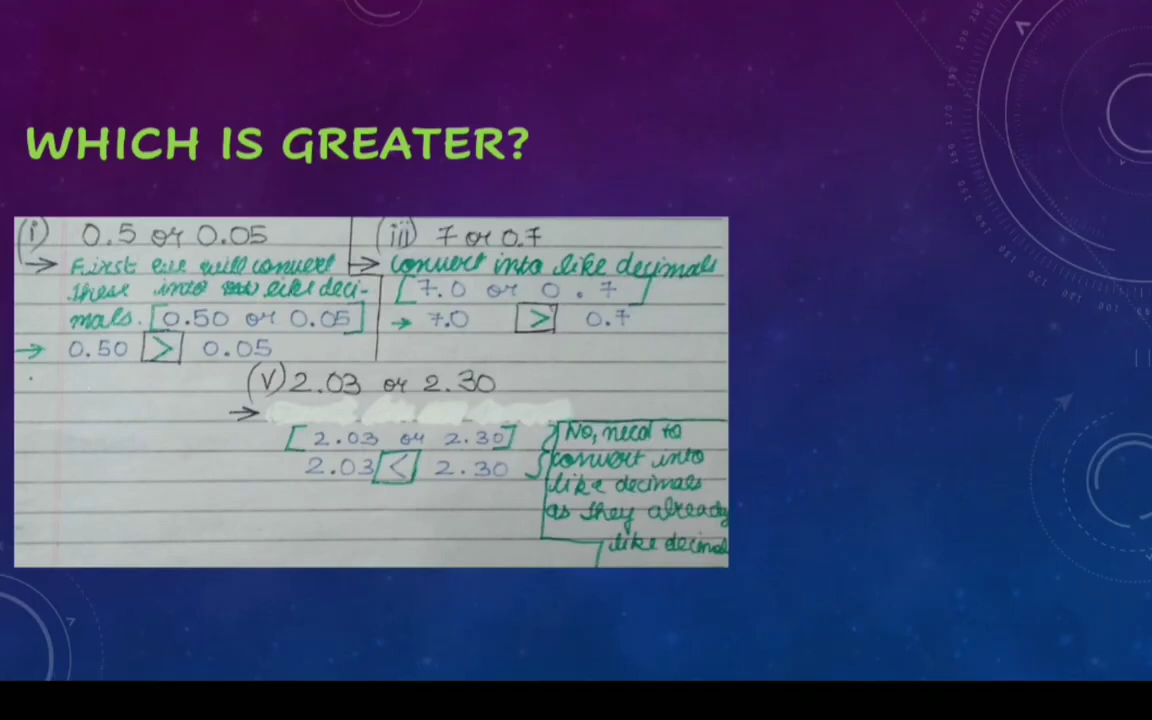 WHICH IS GREATER?
(i) 0.5 or 0.05
→ First we will convert
these into like deci-
mals. [0.50 or 0.05]
→ 0.50 > 0.05
(iii) 7 or 0.7
→ convert into like decimals
[7.0 or 0.7]
→ 7.0 > 0.7
(V) 2.03 or 2.30
→
[2.03 or 2.30]
2.03 < 2.30
No, need to
convert into
like decimals
as they already
like decimal